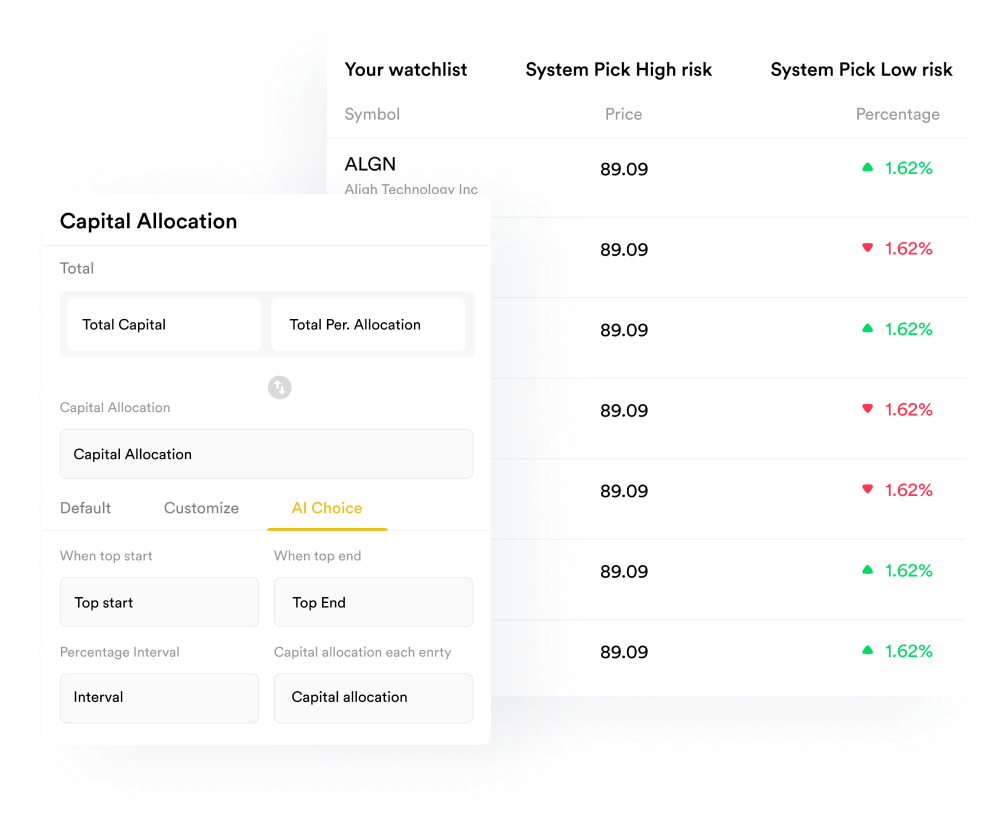 Your watchlist System Pick High risk System Pick Low risk
Symbol Price Percentage
ALGN 89.09 1.62%
Aligh Technology Inc
89.09 1.62%
89.09 1.62%
89.09 1.62%
89.09 1.62%
89.09 1.62%
89.09 1.62%
Capital Allocation
Total
Total Capital Total Per. Allocation
Capital Allocation
Capital Allocation
Default Customize AI Choice
When top start When top end
Top start Top End
Percentage Interval Capital allocation each enrty
Interval Capital allocation